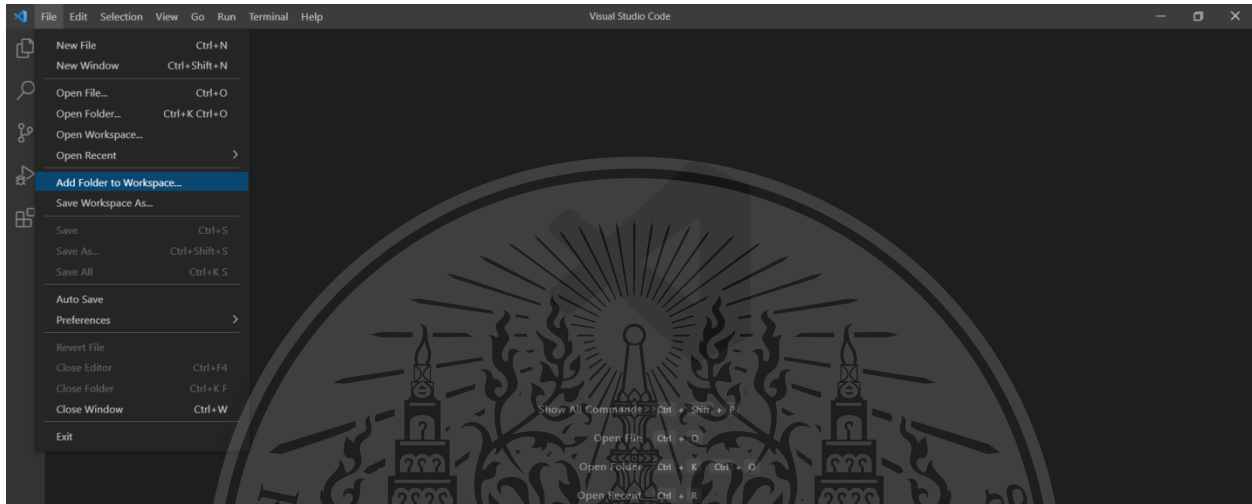 File Edit Selection View Go Run Terminal Help
Visual Studio Code
New File Ctrl+N
New Window Ctrl+Shift+N
Open File... Ctrl+O
Open Folder... Ctrl+K Ctrl+O
Open Workspace...
Open Recent >
Add Folder to Workspace...
Save Workspace As...
Save Ctrl+S
Save As... Ctrl+Shift+S
Save All Ctrl+K S
Auto Save
Preferences >
Revert File
Close Editor Ctrl+F4
Close Folder Ctrl+K F
Close Window Ctrl+W
Exit
Show All Commands Ctrl + Shift + P
Open File Ctrl + O
Open Folder Ctrl + K Ctrl + O
Open Recent Ctrl + R